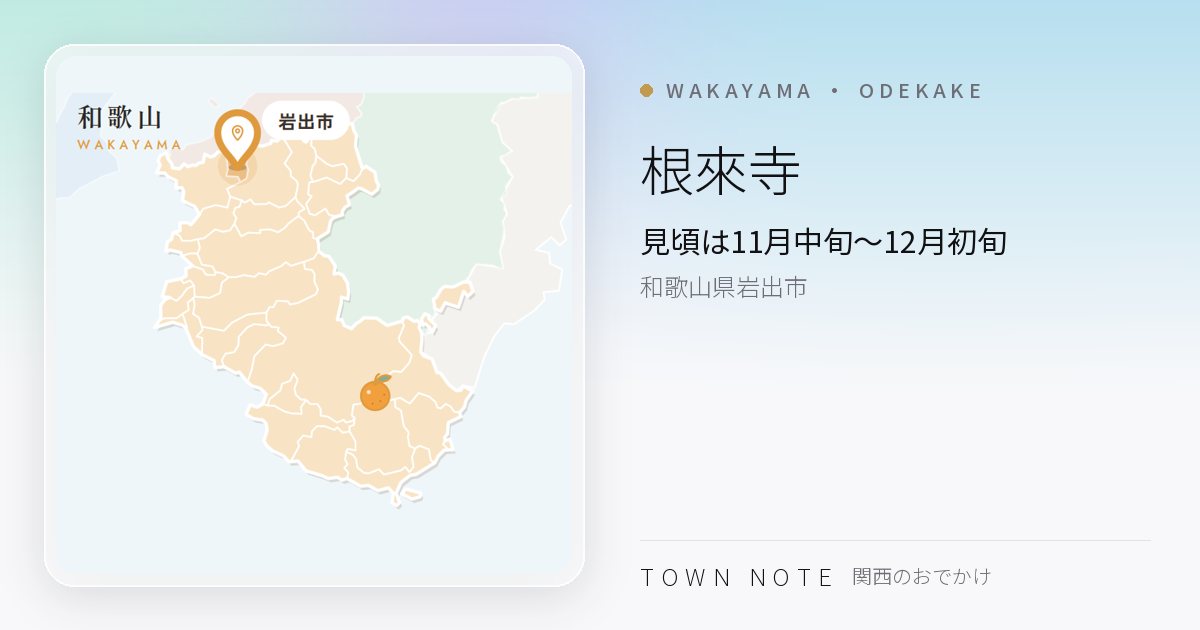 和歌山
WAKAYAMA
岩出市
WAKAYAMA • ODEKAKE
根來寺
見頃は11月中旬〜12月初旬
和歌山県岩出市
TOWN NOTE 関西のおでかけ